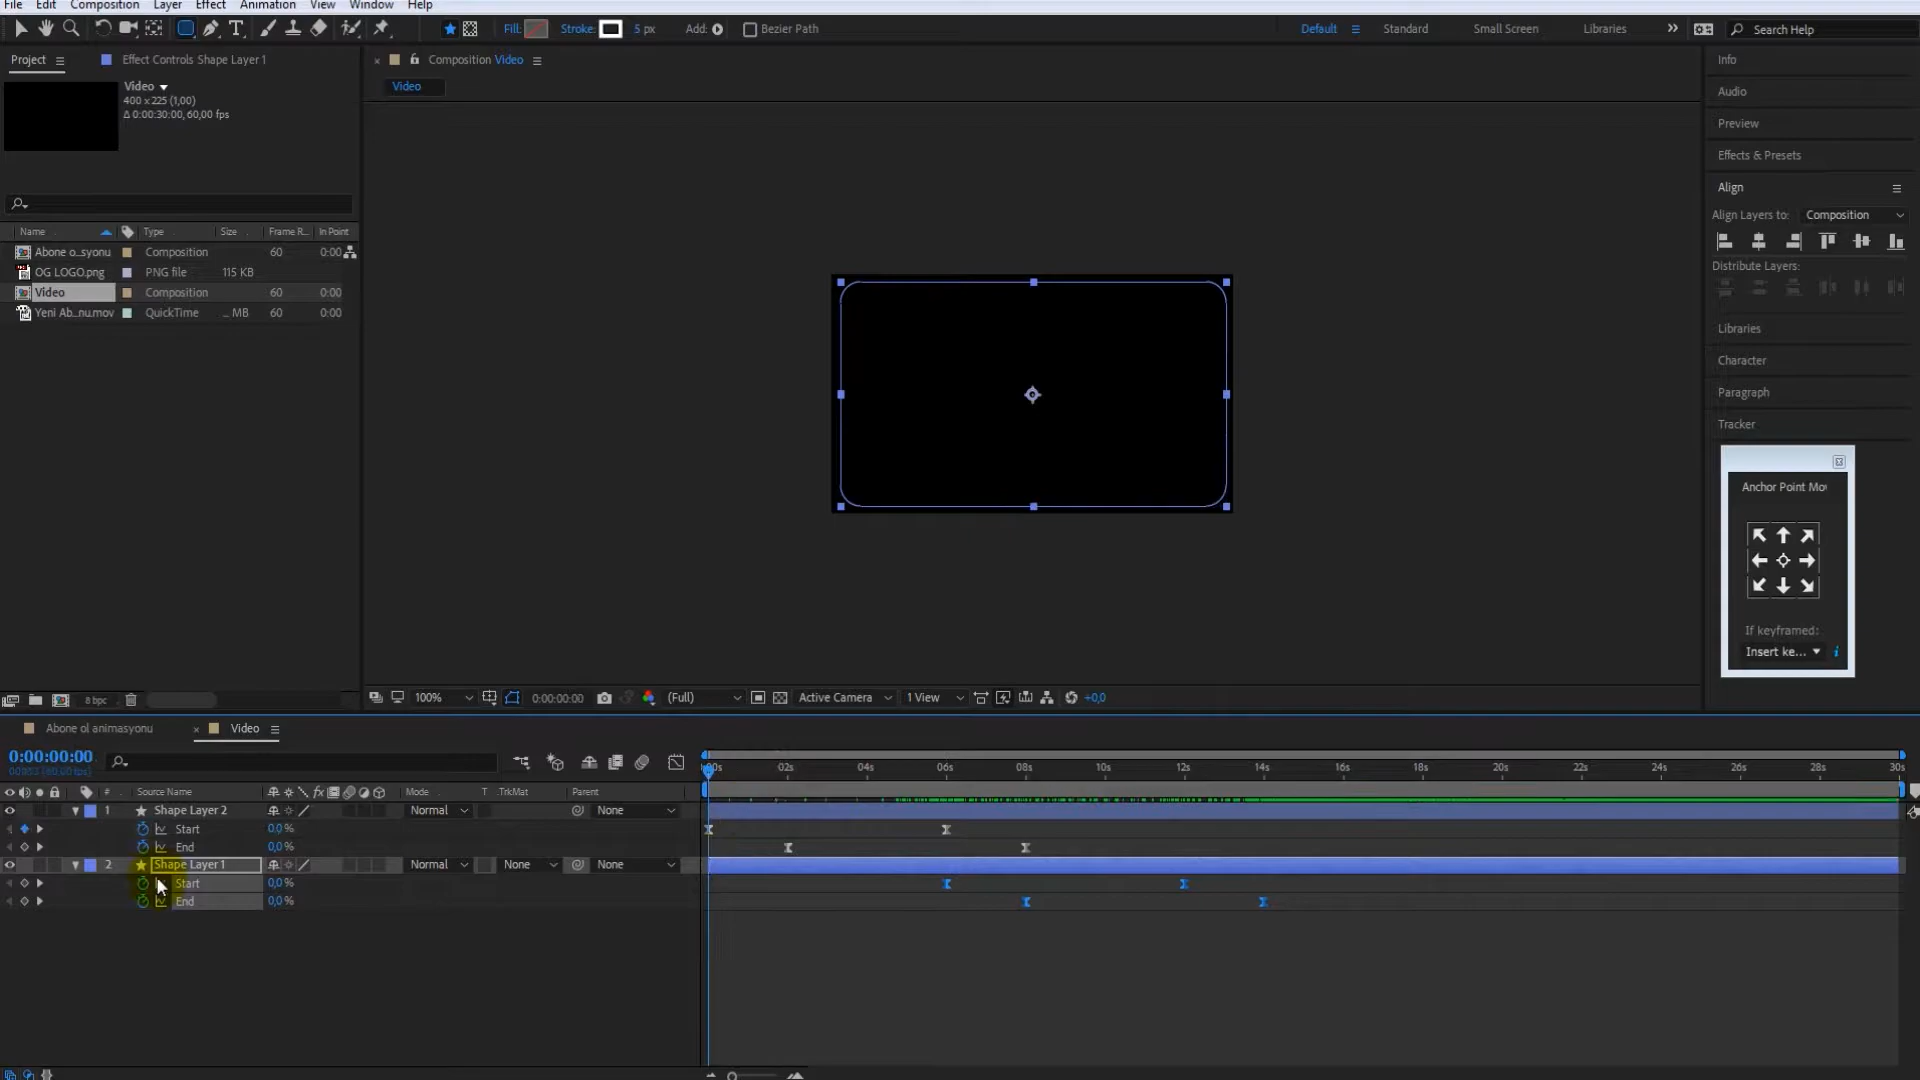 File Edit Composition Layer Effect Animation View Window Help
Fill: Stroke: 5 px Add: Bezier Path Default Standard Small Screen Libraries Search Help
Project Effect Controls Shape Layer 1 Composition Video
Video
400 x 225 (1,00)
Δ 0:00:30:00, 60,00 fps
Video
Name Type Size Frame R... In Point
Abone o...syonu Composition 60 0:00
OG LOGO.png PNG file 115 KB
Video Composition 60 0:00
Yeni Ab...nu.mov QuickTime ... MB 60 0:00
Info
Audio
Preview
Effects & Presets
Align
Align Layers to: Composition
Distribute Layers:
Libraries
Character
Paragraph
Tracker
Anchor Point Mo
If keyframed:
Insert ke...
8 bpc 100% 0:00:00:00 (Full) Active Camera 1 View +0,0
Abone ol animasyonu Video
0:00:00:00
02s 04s 06s 08s 10s 12s 14s 16s 18s 20s 22s 24s 26s 28s 30s
# Source Name Mode T .TrkMat Parent
1 Shape Layer 2 Normal None
Start 0,0 %
End 0,0 %
2 Shape Layer 1 Normal None None
Start 0,0 %
End 0,0 %